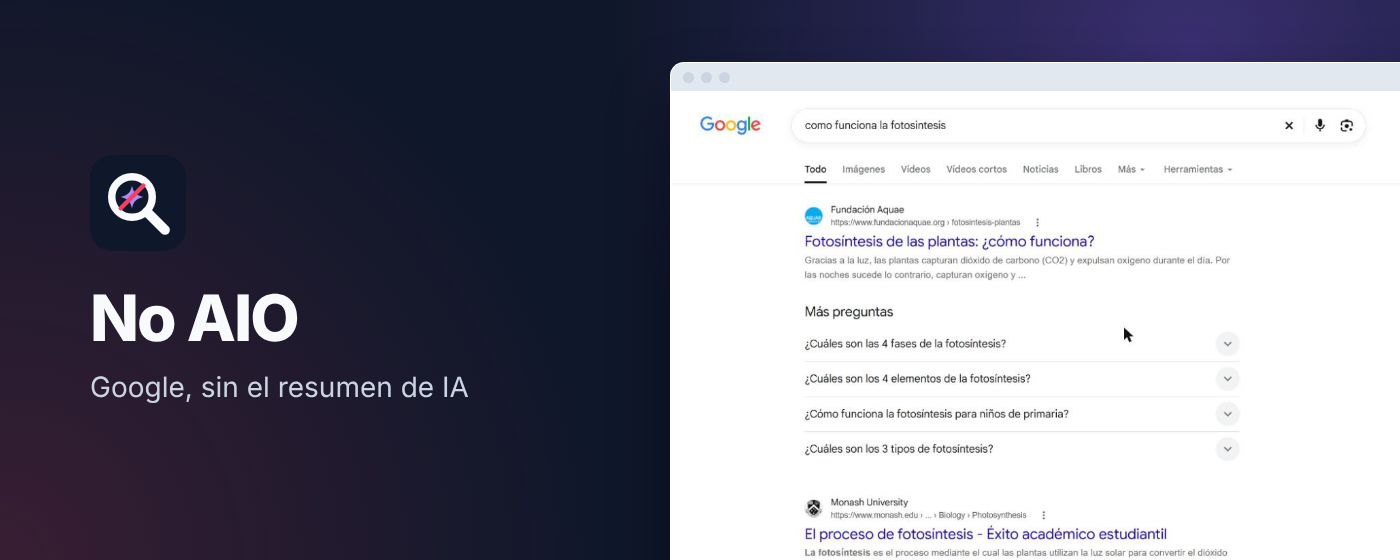 No AIO
Google, sin el resumen de IA
Google
como funciona la fotosintesis
Todo Imágenes Vídeos Vídeos cortos Noticias Libros Más Herramientas
Fundación Aquae
https://www.fundacionaquae.org › fotosintesis-plantas
Fotosíntesis de las plantas: ¿cómo funciona?
Gracias a la luz, las plantas capturan dióxido de carbono (CO2) y expulsan oxígeno durante el día. Por
las noches sucede lo contrario, capturan oxígeno y ...
Más preguntas
¿Cuáles son las 4 fases de la fotosíntesis?
¿Cuáles son los 4 elementos de la fotosíntesis?
¿Cómo funciona la fotosíntesis para niños de primaria?
¿Cuáles son los 3 tipos de fotosíntesis?
Monash University
https://www.monash.edu › ... › Biology › Photosynthesis
El proceso de fotosíntesis - Éxito académico estudiantil
La fotosíntesis es el proceso mediante el cual las plantas utilizan la luz solar para convertir el dióxido